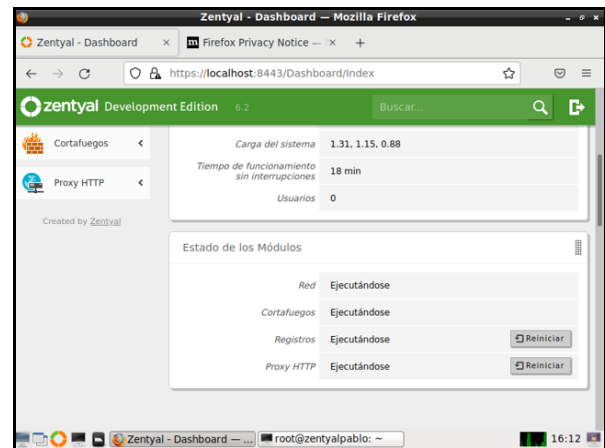 Zentyal - Dashboard — Mozilla Firefox
Zentyal - Dashboard
Firefox Privacy Notice —
https://localhost:8443/Dashboard/Index
zentyal Development Edition 6.2
Buscar...
Cortafuegos
Proxy HTTP
Created by Zentyal
Carga del sistema 1.31, 1.15, 0.88
Tiempo de funcionamiento
sin interrupciones
18 min
Usuarios 0
Estado de los Módulos
Red Ejecutándose
Cortafuegos Ejecutándose
Registros Ejecutándose Reiniciar
Proxy HTTP Ejecutándose Reiniciar
Zentyal - Dashboard — ...
root@zentyalpablo: ~
16:12